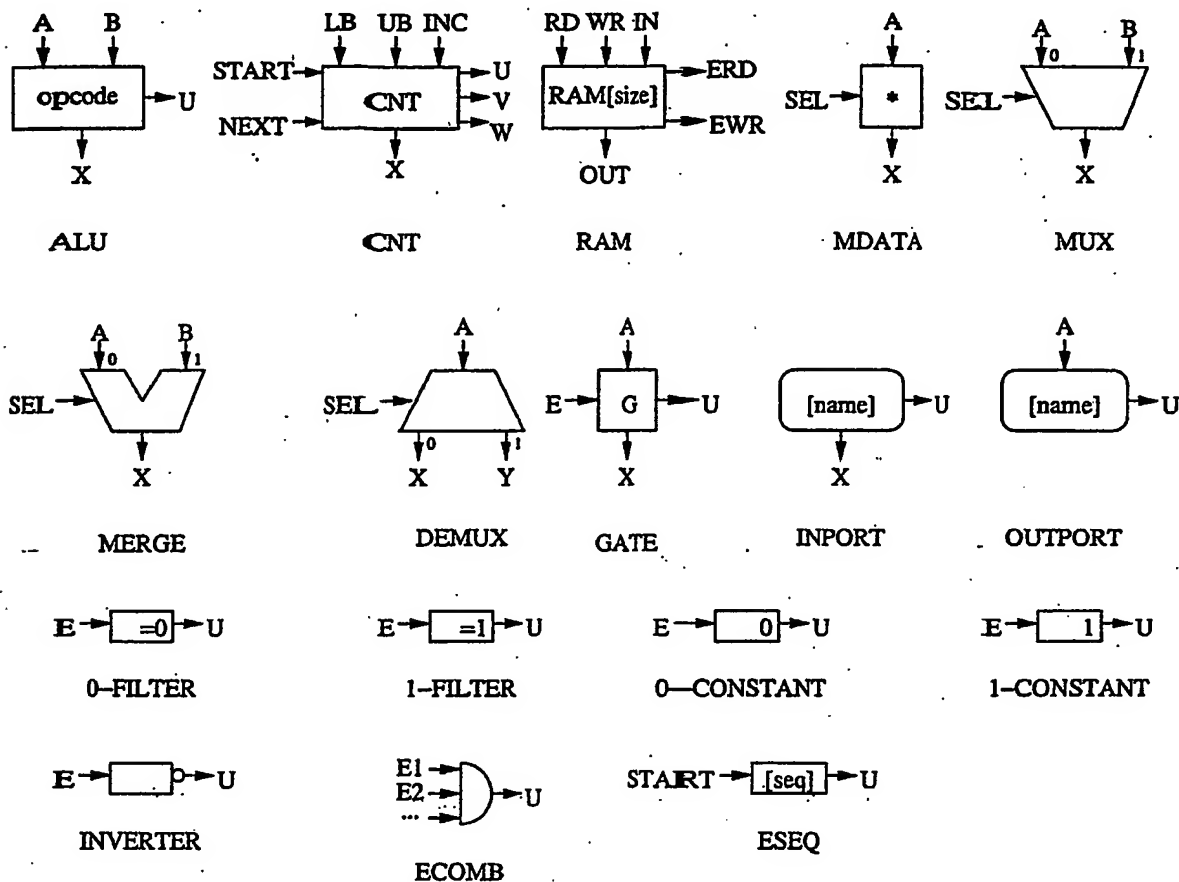 A B LB UB INC RD WR IN A A B
START U ERD 0 1
opcode U CNT V RAM[size] SEL * SEL
NEXT W EWR
X X OUT X X
ALU CNT RAM MDATA MUX
A B A A A
0 1
SEL SEL E G U [name] U [name] U
0 1
X X Y X X
MERGE DEMUX GATE INPORT OUTPORT
E =0 U E =1 U E 0 U E 1 U
0-FILTER 1-FILTER 0-CONSTANT 1-CONSTANT
E U E1 E2 ... U START [seq] U
INVERTER ECOMB ESEQ